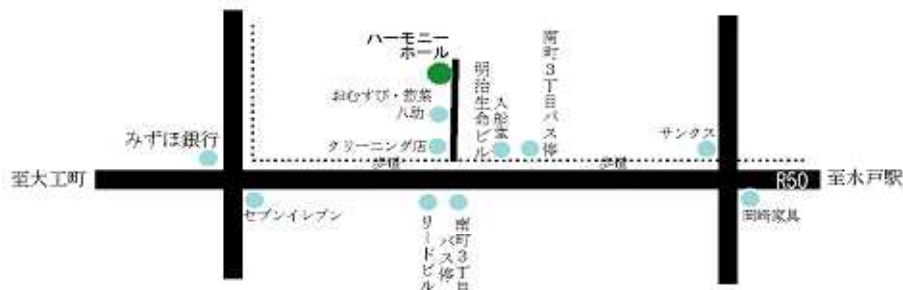 ハーモニー
ホール
おむすび・惣菜
八助
クリーニング店
明治生命ビル
入船堂
南町3丁目バス停
サンクス
みずほ銀行
歩道
歩道
至大工町
R50
至水戸駅
セブンイレブン
リードビル
南町3丁目
バス停
岡崎家具